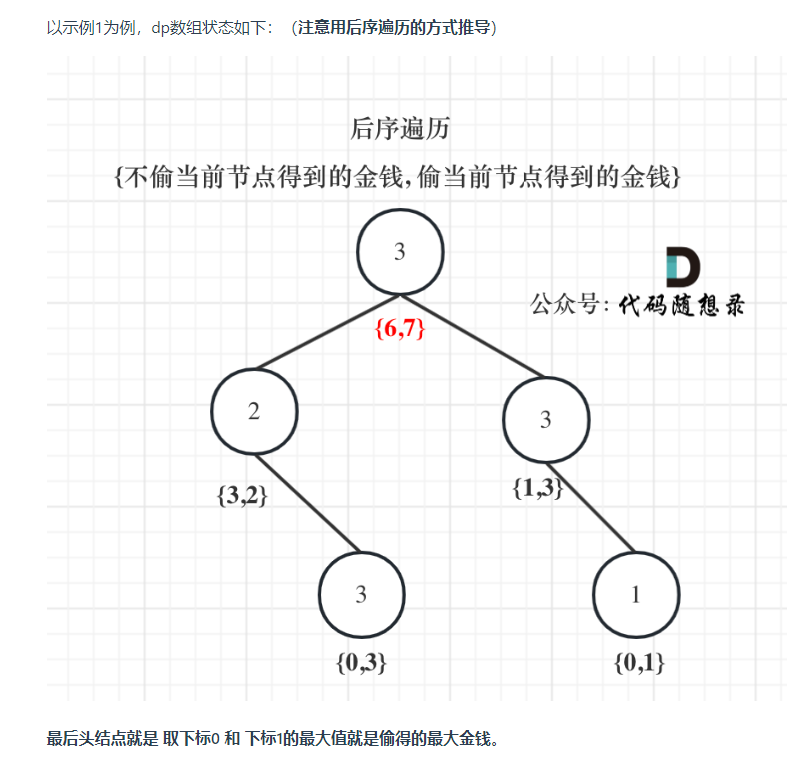 以示例1为例，dp数组状态如下：（注意用后序遍历的方式推导）
后序遍历
{不偷当前节点得到的金钱,偷当前节点得到的金钱}
3
D
公众号: 代码随想录
{6,7}
2
3
{3,2}
{1,3}
3
1
{0,3}
{0,1}
最后头结点就是 取下标0 和 下标1的最大值就是偷得的最大金钱。